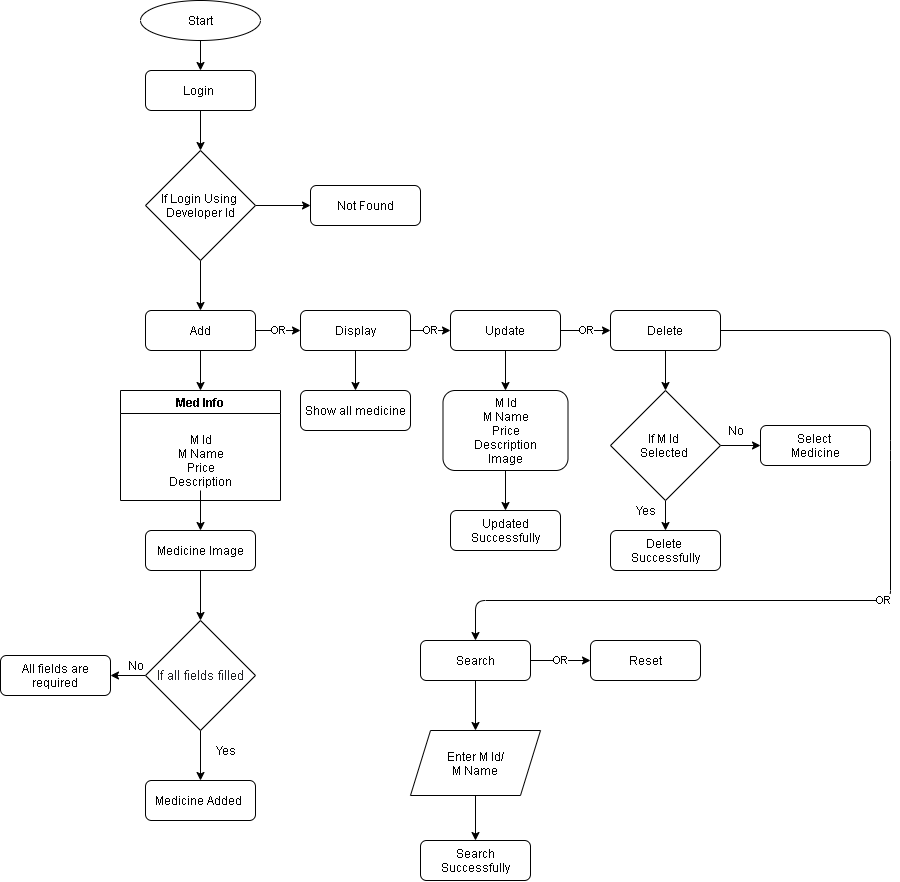 Start
Login
If Login Using
Developer Id
Not Found
Add
OR
Display
OR
Update
OR
Delete
Med Info
M Id
M Name
Price
Description
Show all medicine
M Id
M Name
Price
Description
Image
If M Id
Selected
No
Select
Medicine
Yes
Updated
Successfully
Delete
Successfully
Medicine Image
OR
If all fields filled
No
All fields are
required
Yes
Medicine Added
Search
OR
Reset
Enter M Id/
M Name
Search
Successfully